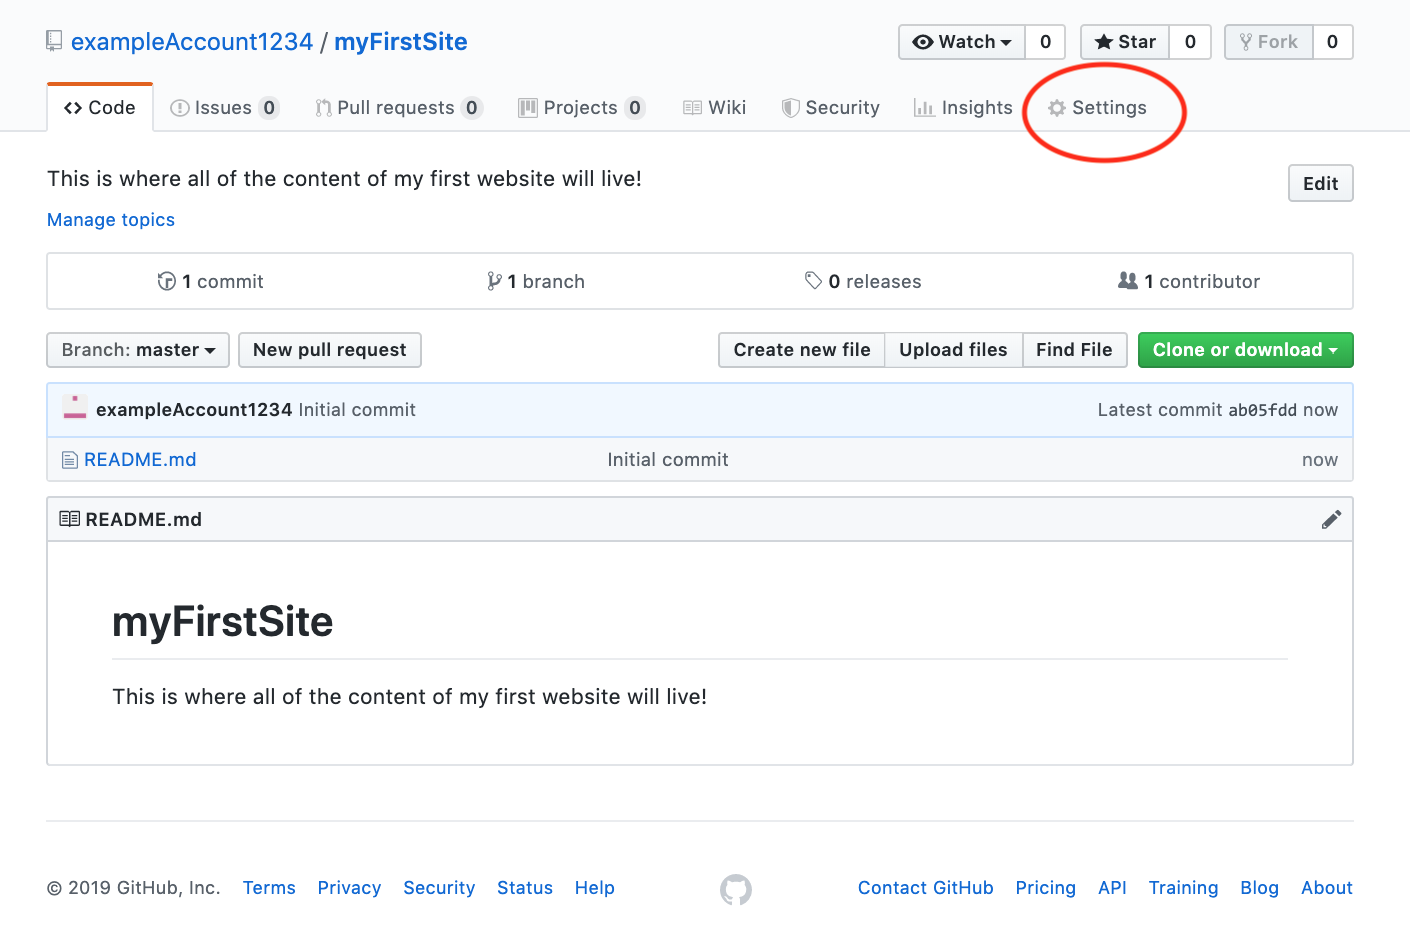 exampleAccount1234 / myFirstSite
Watch 0 Star 0 Fork 0
Code Issues 0 Pull requests 0 Projects 0 Wiki Security Insights Settings
This is where all of the content of my first website will live!
Edit
Manage topics
1 commit 1 branch 0 releases 1 contributor
Branch: master New pull request Create new file Upload files Find File Clone or download
exampleAccount1234 Initial commit Latest commit ab05fdd now
README.md Initial commit now
README.md
myFirstSite
This is where all of the content of my first website will live!
© 2019 GitHub, Inc. Terms Privacy Security Status Help Contact GitHub Pricing API Training Blog About